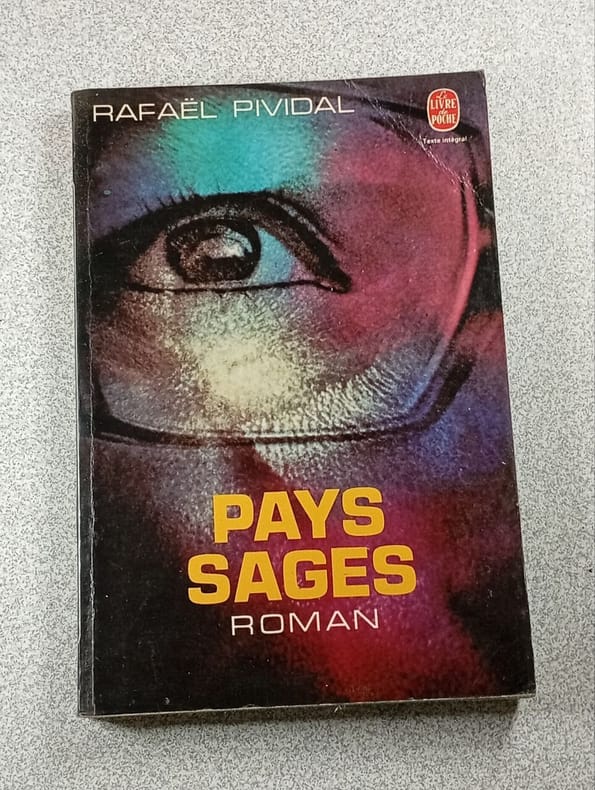 RAFAËL PIVIDAL
Le
LIVRE
de
POCHE
Texte intégral
PAYS
SAGES
ROMAN